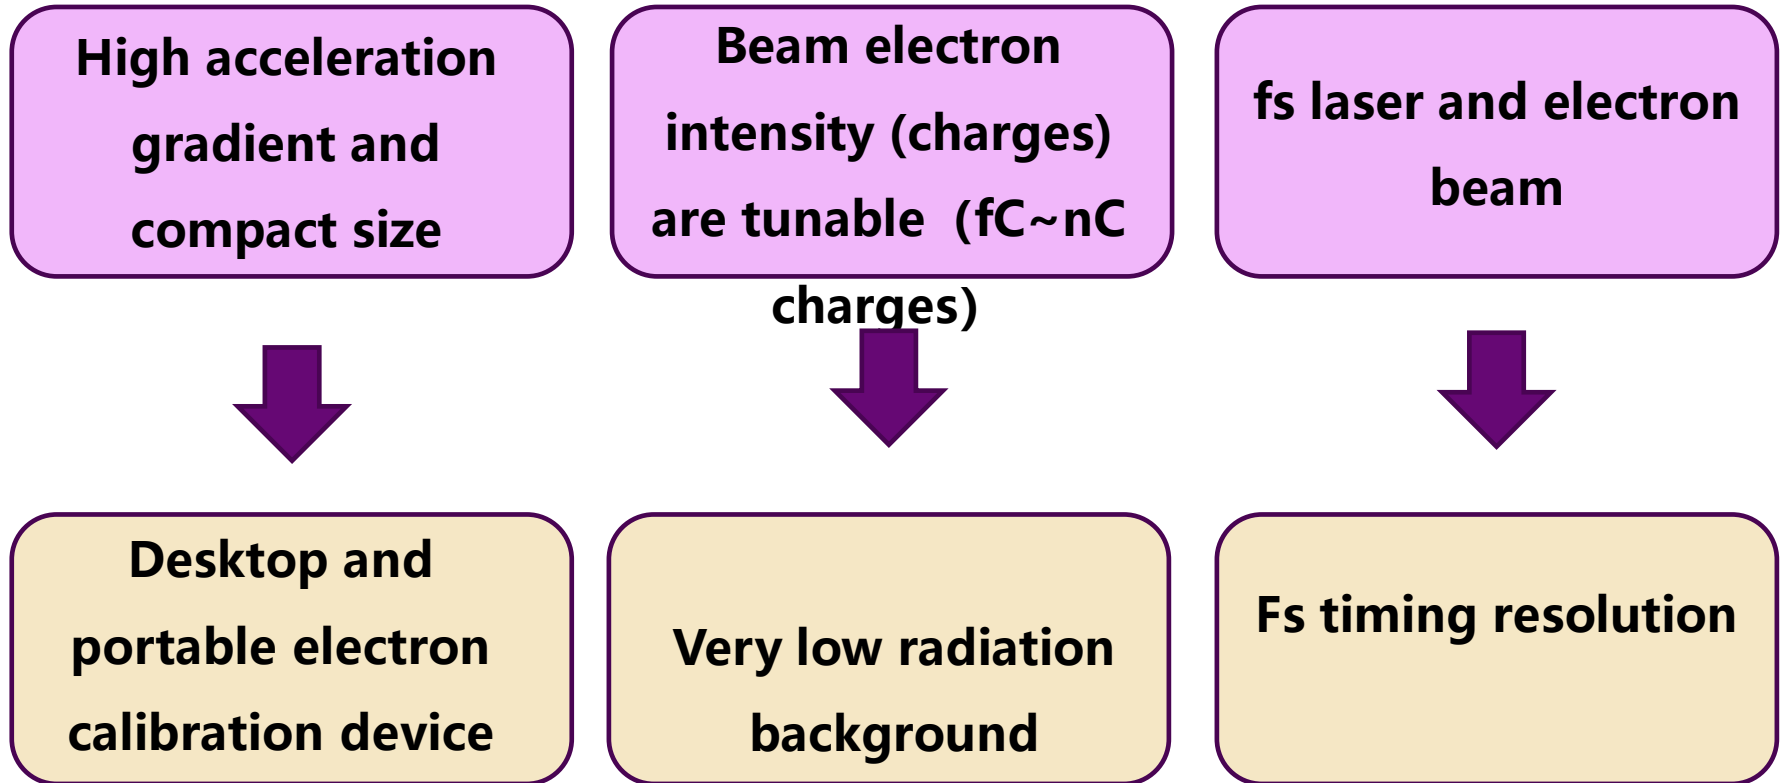 High acceleration
gradient and
compact size
Beam electron
intensity (charges)
are tunable（fC~nC
charges）
fs laser and electron
beam
Desktop and
portable electron
calibration device
Very low radiation
background
Fs timing resolution